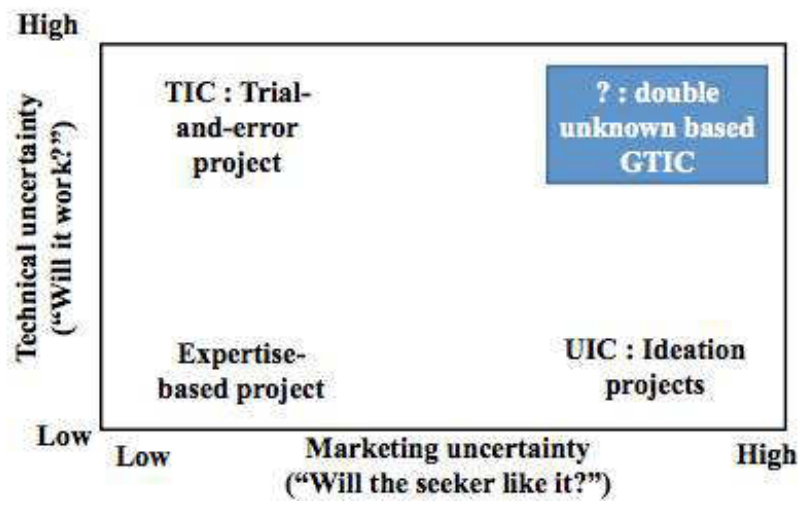 High
TIC : Trial-
and-error
project
? : double
unknown based
GTIC
Technical uncertainty
(“Will it work?”)
Expertise-
based project
UIC : Ideation
projects
Low
Low
Marketing uncertainty
(“Will the seeker like it?”)
High